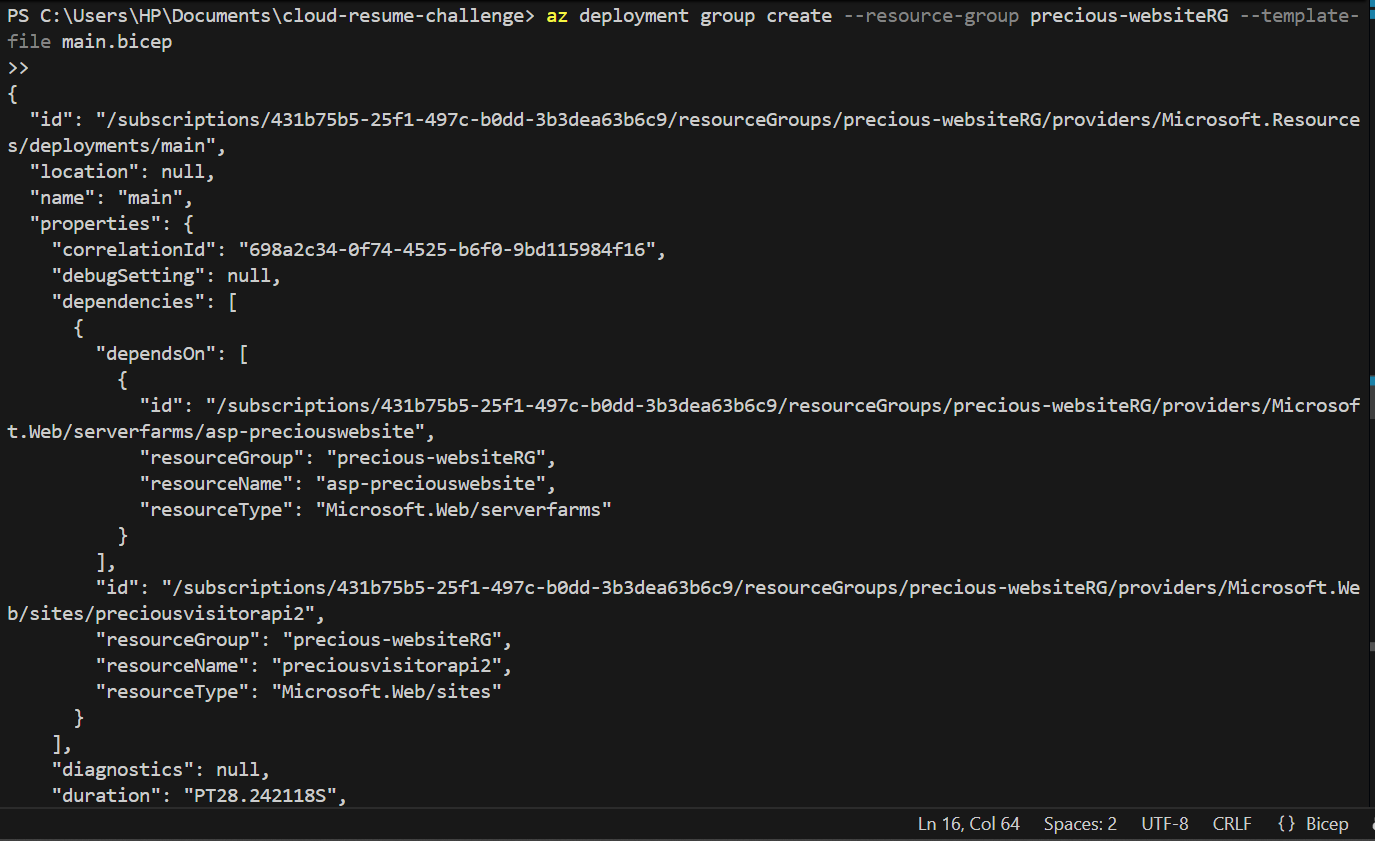 PS C:\Users\HP\Documents\cloud-resume-challenge> az deployment group create --resource-group precious-websiteRG --template-
file main.bicep
>>
{
  "id": "/subscriptions/431b75b5-25f1-497c-b0dd-3b3dea63b6c9/resourceGroups/precious-websiteRG/providers/Microsoft.Resource
s/deployments/main",
  "location": null,
  "name": "main",
  "properties": {
    "correlationId": "698a2c34-0f74-4525-b6f0-9bd115984f16",
    "debugSetting": null,
    "dependencies": [
      {
        "dependsOn": [
          {
            "id": "/subscriptions/431b75b5-25f1-497c-b0dd-3b3dea63b6c9/resourceGroups/precious-websiteRG/providers/Microsof
t.Web/serverfarms/asp-preciouswebsite",
            "resourceGroup": "precious-websiteRG",
            "resourceName": "asp-preciouswebsite",
            "resourceType": "Microsoft.Web/serverfarms"
          }
        ],
        "id": "/subscriptions/431b75b5-25f1-497c-b0dd-3b3dea63b6c9/resourceGroups/precious-websiteRG/providers/Microsoft.We
b/sites/preciousvisitorapi2",
        "resourceGroup": "precious-websiteRG",
        "resourceName": "preciousvisitorapi2",
        "resourceType": "Microsoft.Web/sites"
      }
    ],
    "diagnostics": null,
    "duration": "PT28.242118S",
Ln 16, Col 64 Spaces: 2 UTF-8 CRLF {} Bicep